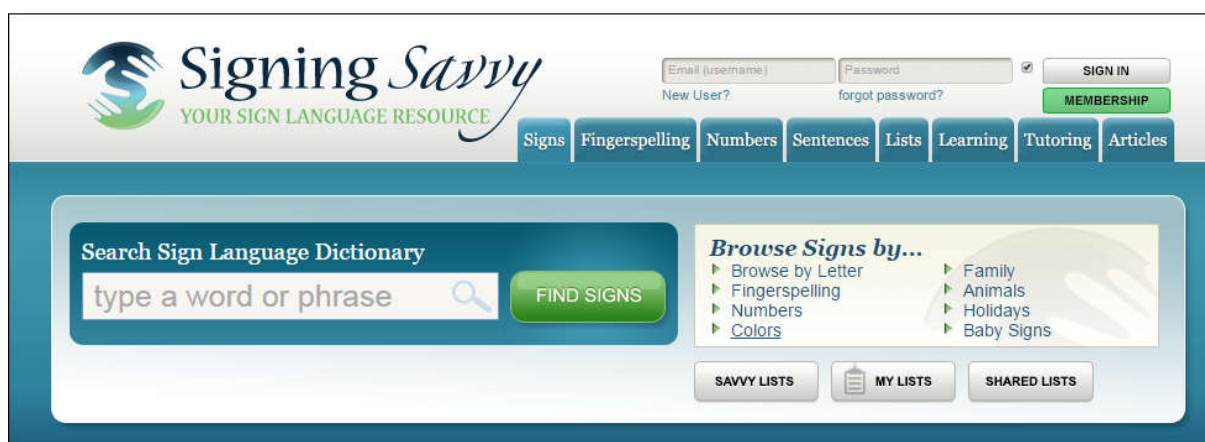 Signing Savvy
YOUR SIGN LANGUAGE RESOURCE
Email (username) Password SIGN IN
New User? forgot password? MEMBERSHIP
Signs Fingerspelling Numbers Sentences Lists Learning Tutoring Articles
Search Sign Language Dictionary
type a word or phrase FIND SIGNS
Browse Signs by...
Browse by Letter
Fingerspelling
Numbers
Colors
Family
Animals
Holidays
Baby Signs
SAVVY LISTS MY LISTS SHARED LISTS